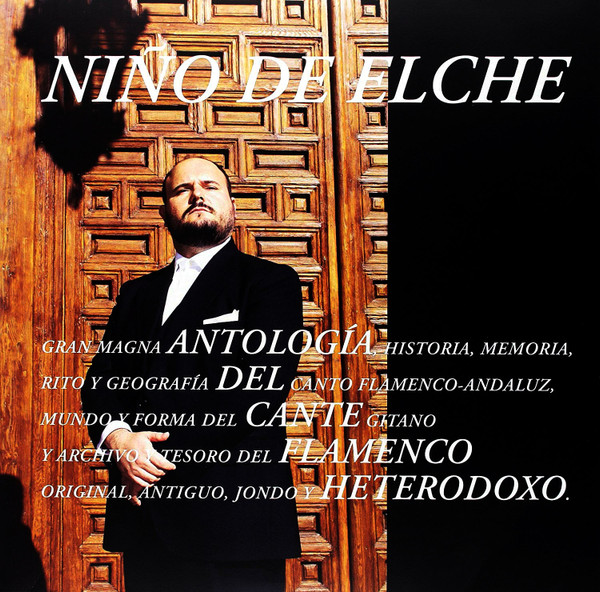 NIÑO DE ELCHE
GRAN MAGNA ANTOLOGÍA, HISTORIA, MEMORIA,
RITO Y GEOGRAFÍA DEL CANTO FLAMENCO-ANDALUZ,
MUNDO Y FORMA DEL CANTE GITANO
Y ARCHIVO Y TESORO DEL FLAMENCO
ORIGINAL, ANTIGUO, JONDO Y HETERODOXO.